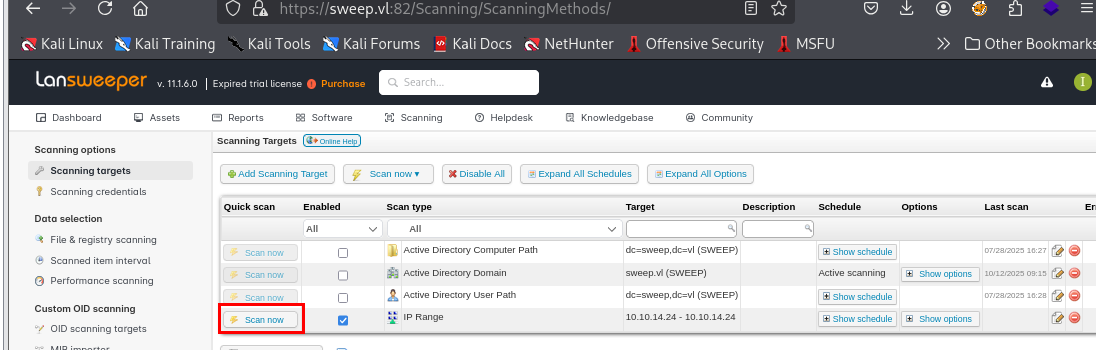 https://sweep.vl:82/Scanning/ScanningMethods/
Kali Linux Kali Training Kali Tools Kali Forums Kali Docs NetHunter Offensive Security MSFU Other Bookmarks
Lansweeper v. 11.1.6.0 | Expired trial license Purchase Search... I
Dashboard Assets Reports Software Scanning Helpdesk Knowledgebase Community
Scanning options
Scanning targets
Scanning credentials
Data selection
File & registry scanning
Scanned item interval
Performance scanning
Custom OID scanning
OID scanning targets
MIB importer
Scanning Targets Online Help
Add Scanning Target Scan now Disable All Expand All Schedules Expand All Options
Quick scan Enabled Scan type Target Description Schedule Options Last scan Er
All All
Scan now Active Directory Computer Path dc=sweep,dc=vl (SWEEP) Show schedule 07/28/2025 16:27
Scan now Active Directory Domain sweep.vl (SWEEP) Active scanning Show options 10/12/2025 09:15
Scan now Active Directory User Path dc=sweep,dc=vl (SWEEP) Show schedule 07/28/2025 16:28
Scan now IP Range 10.10.14.24 - 10.10.14.24 Show schedule Show options